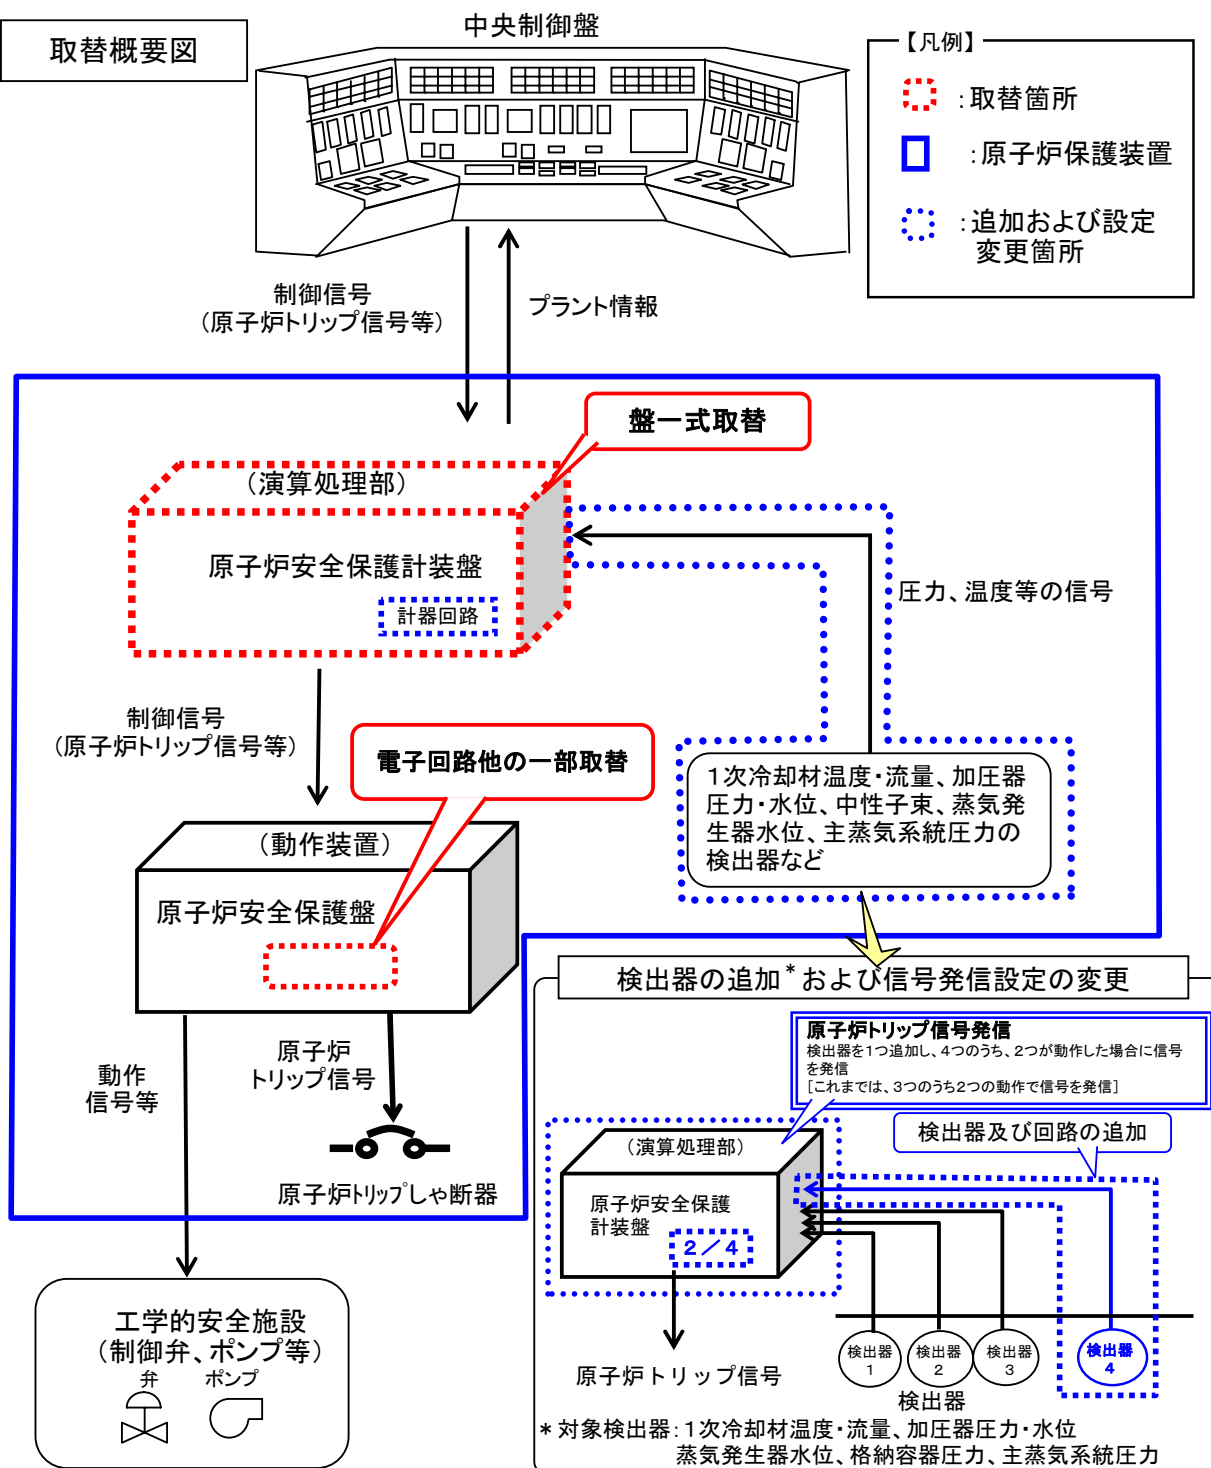 取替概要図
中央制御盤
【凡例】
：取替箇所
：原子炉保護装置
：追加および設定
変更箇所
制御信号
（原子炉トリップ信号等）
プラント情報
盤一式取替
（演算処理部）
原子炉安全保護計装盤
計器回路
圧力、温度等の信号
制御信号
（原子炉トリップ信号等）
電子回路他の一部取替
1次冷却材温度・流量、加圧器
圧力・水位、中性子束、蒸気発
生器水位、主蒸気系統圧力の
検出器など
（動作装置）
原子炉安全保護盤
検出器の追加*および信号発信設定の変更
原子炉トリップ信号発信
検出器を1つ追加し、4つのうち、2つが動作した場合に信号
を発信
[これまでは、3つのうち2つの動作で信号を発信]
動作
信号等
原子炉
トリップ信号
検出器及び回路の追加
（演算処理部）
原子炉トリップしゃ断器
原子炉安全保護
計装盤
2／4
工学的安全施設
（制御弁、ポンプ等）
弁
ポンプ
検出器
1
検出器
2
検出器
3
検出器
4
原子炉トリップ信号
検出器
*対象検出器：1次冷却材温度・流量、加圧器圧力・水位
蒸気発生器水位、格納容器圧力、主蒸気系統圧力